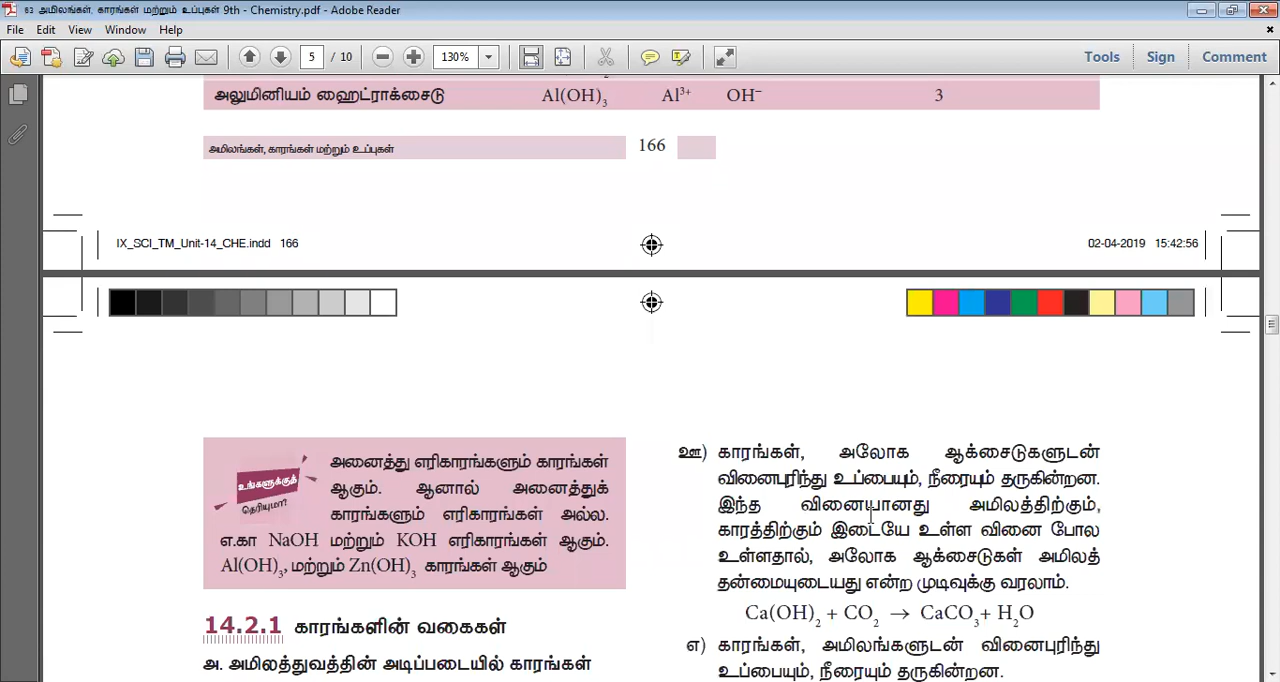 63 அமிலங்கள், காரங்கள் மற்றும் உப்புகள் 9th - Chemistry.pdf - Adobe Reader
File Edit View Window Help
5 / 10 130% Tools Sign Comment
அலுமினியம் ஹைட்ராக்சைடு Al(OH)₃ Al³⁺ OH⁻ 3
அமிலங்கள், காரங்கள் மற்றும் உப்புகள் 166
IX_SCI_TM_Unit-14_CHE.indd 166 02-04-2019 15:42:56
உங்களுக்குத்
தெரியுமா?
அனைத்து எரிகாரங்களும் காரங்கள்
ஆகும். ஆனால் அனைத்துக்
காரங்களும் எரிகாரங்கள் அல்ல.
எ.கா NaOH மற்றும் KOH எரிகாரங்கள் ஆகும்.
Al(OH)₃, மற்றும் Zn(OH)₃ காரங்கள் ஆகும்
14.2.1 காரங்களின் வகைகள்
அ. அமிலத்துவத்தின் அடிப்படையில் காரங்கள்
ஊ) காரங்கள், அலோக ஆக்சைடுகளுடன்
வினைபுரிந்து உப்பையும், நீரையும் தருகின்றன.
இந்த வினையானது அமிலத்திற்கும்,
காரத்திற்கும் இடையே உள்ள வினை போல
உள்ளதால், அலோக ஆக்சைடுகள் அமிலத்
தன்மையுடையது என்ற முடிவுக்கு வரலாம்.
Ca(OH)₂ + CO₂ → CaCO₃+ H₂O
எ) காரங்கள், அமிலங்களுடன் வினைபுரிந்து
உப்பையும், நீரையும் தருகின்றன.